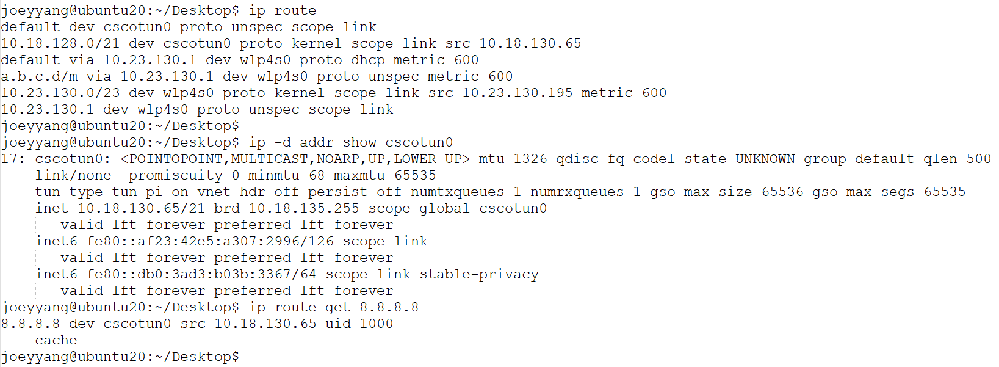 joeyyang@ubuntu20:~/Desktop$ ip route
default dev cscotun0 proto unspec scope link
10.18.128.0/21 dev cscotun0 proto kernel scope link src 10.18.130.65
default via 10.23.130.1 dev wlp4s0 proto dhcp metric 600
a.b.c.d/m via 10.23.130.1 dev wlp4s0 proto unspec metric 600
10.23.130.0/23 dev wlp4s0 proto kernel scope link src 10.23.130.195 metric 600
10.23.130.1 dev wlp4s0 proto unspec scope link
joeyyang@ubuntu20:~/Desktop$
joeyyang@ubuntu20:~/Desktop$ ip -d addr show cscotun0
17: cscotun0: <POINTOPOINT,MULTICAST,NOARP,UP,LOWER_UP> mtu 1326 qdisc fq_codel state UNKNOWN group default qlen 500
    link/none  promiscuity 0 minmtu 68 maxmtu 65535
    tun type tun pi on vnet_hdr off persist off numtxqueues 1 numrxqueues 1 gso_max_size 65536 gso_max_segs 65535
    inet 10.18.130.65/21 brd 10.18.135.255 scope global cscotun0
       valid_lft forever preferred_lft forever
    inet6 fe80::af23:42e5:a307:2996/126 scope link
       valid_lft forever preferred_lft forever
    inet6 fe80::db0:3ad3:b03b:3367/64 scope link stable-privacy
       valid_lft forever preferred_lft forever
joeyyang@ubuntu20:~/Desktop$ ip route get 8.8.8.8
8.8.8.8 dev cscotun0 src 10.18.130.65 uid 1000
    cache
joeyyang@ubuntu20:~/Desktop$